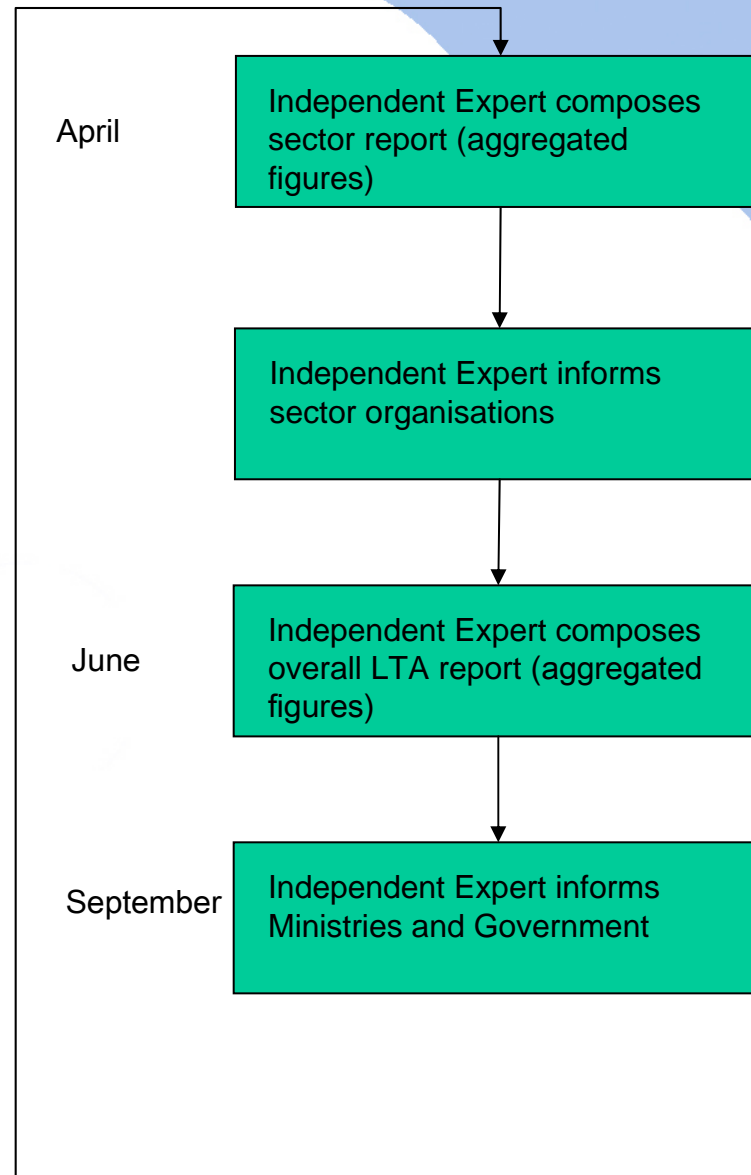 April
Independent Expert composes
sector report (aggregated
figures)
Independent Expert informs
sector organisations
June
Independent Expert composes
overall LTA report (aggregated
figures)
September
Independent Expert informs
Ministries and Government